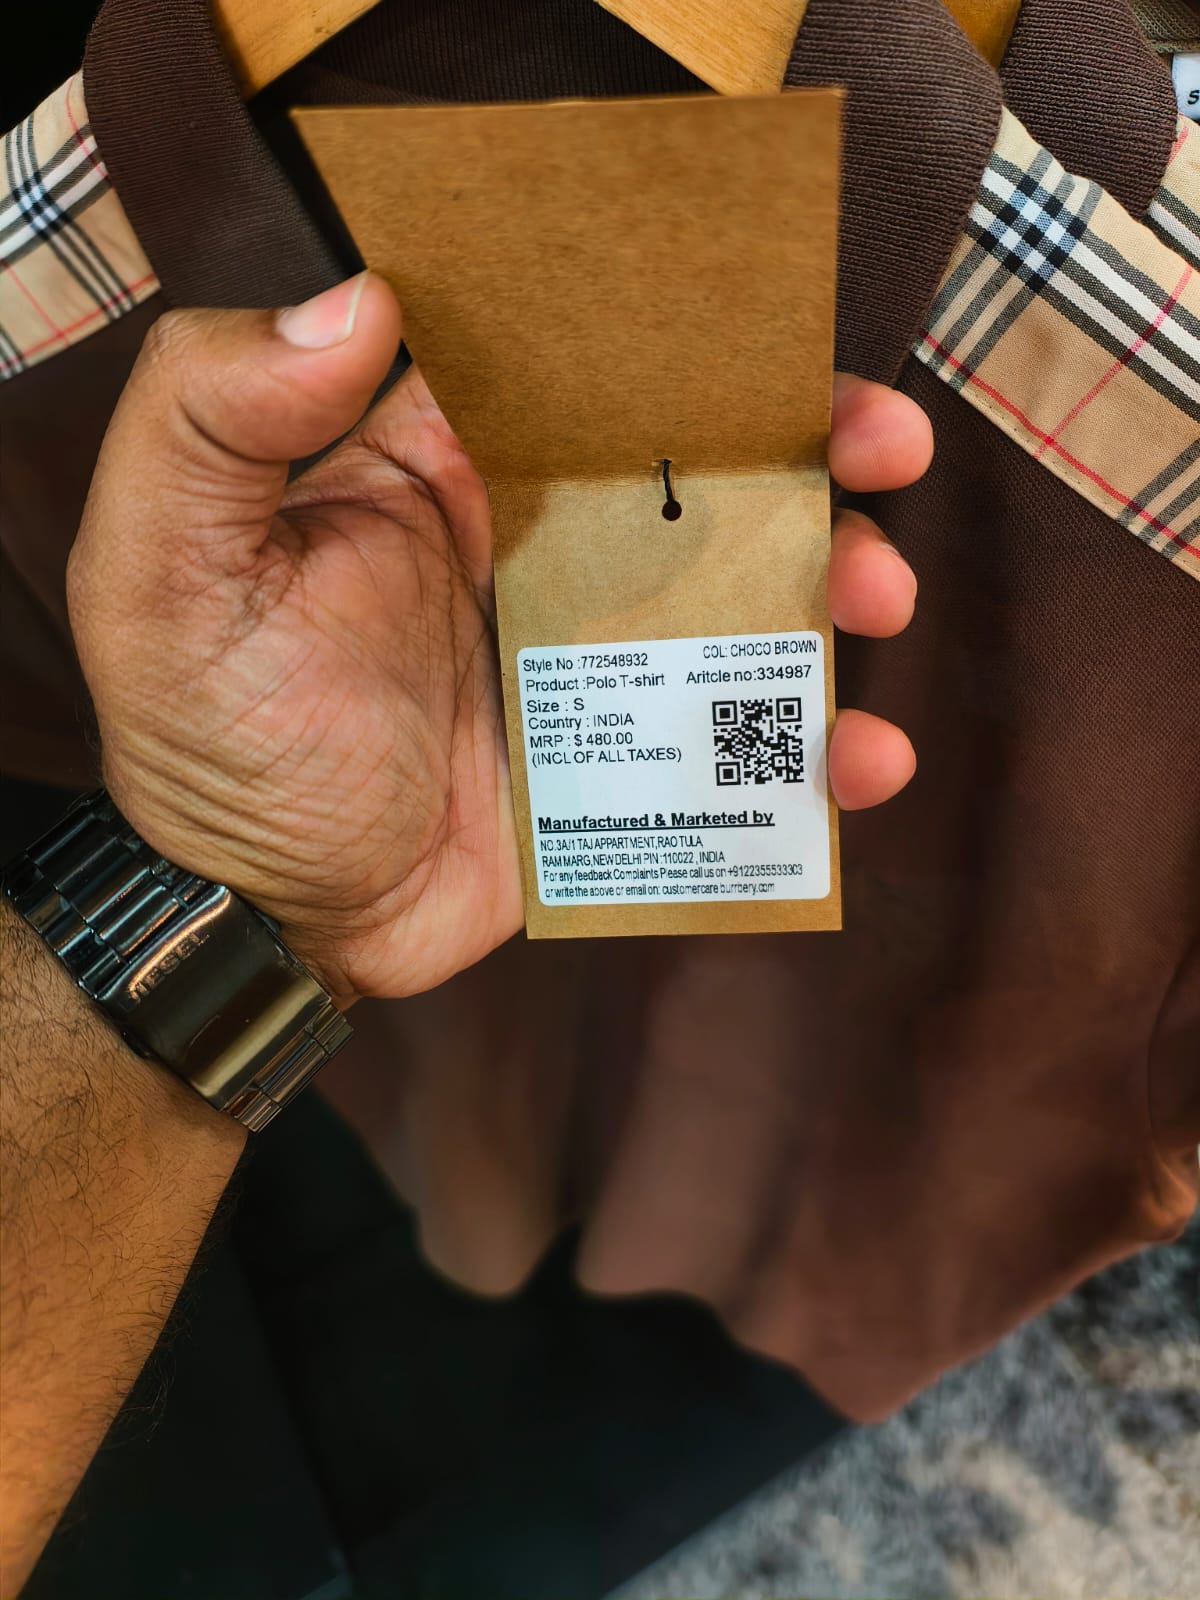 Style No :772548932
COL: CHOCO BROWN
Product :Polo T-shirt
Aritcle no:334987
Size : S
Country : INDIA
MRP : $ 480.00
(INCL OF ALL TAXES)
Manufactured & Marketed by
NO.3A/1 TAJ APPARTMENT,RAO TULA,
RAM MARG,NEW DELHI PIN :110022 , INDIA
For any feedback Complaints Please call us on +9122355533303
or write the above or email on: customercare burrbery.com
S